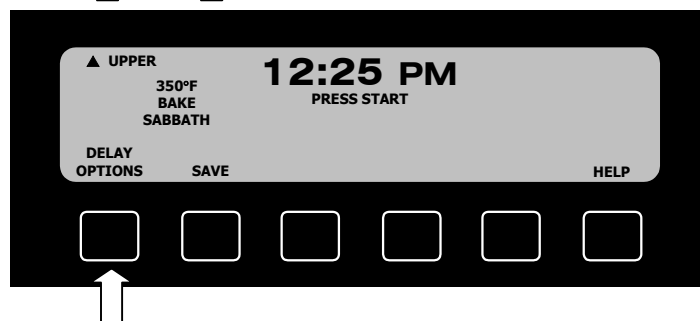 ▲ UPPER
12:25 PM
350°F
PRESS START
BAKE
SABBATH
DELAY
OPTIONS
SAVE
HELP